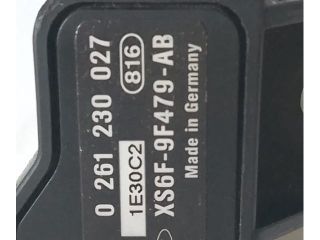 0 261 230 027
816
1E30C2
XS6F-9F479-AB
Made in Germany